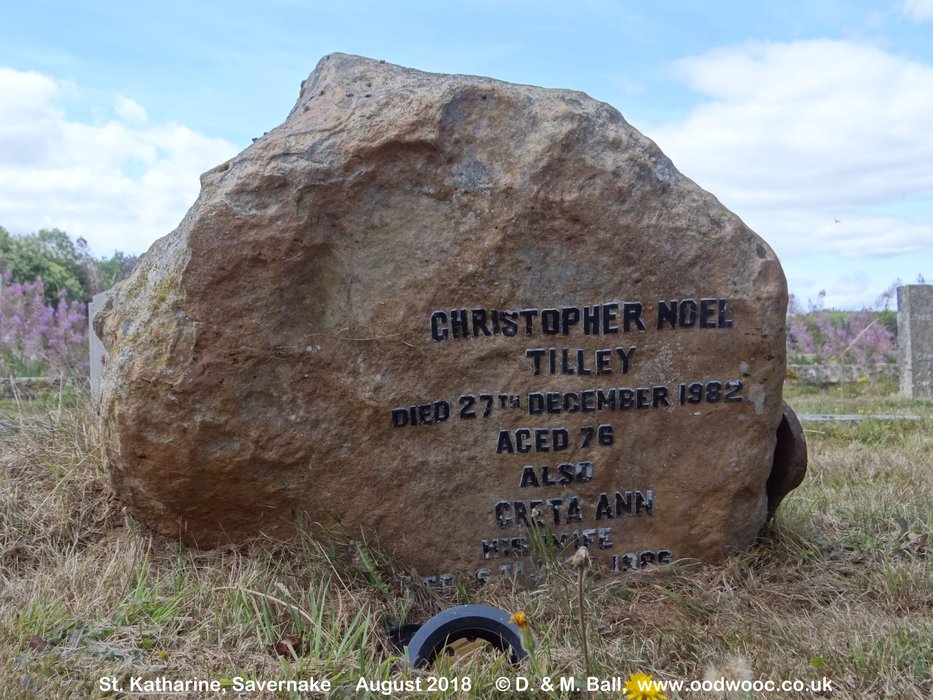 CHRISTOPHER NOEL
TILLEY
DIED 27TH DECEMBER 1982
AGED 76
ALSO
GRETA ANN
HIS WIFE
1986
St. Katharine, Savernake August 2018 © D. & M. Ball, www.oodwooc.co.uk